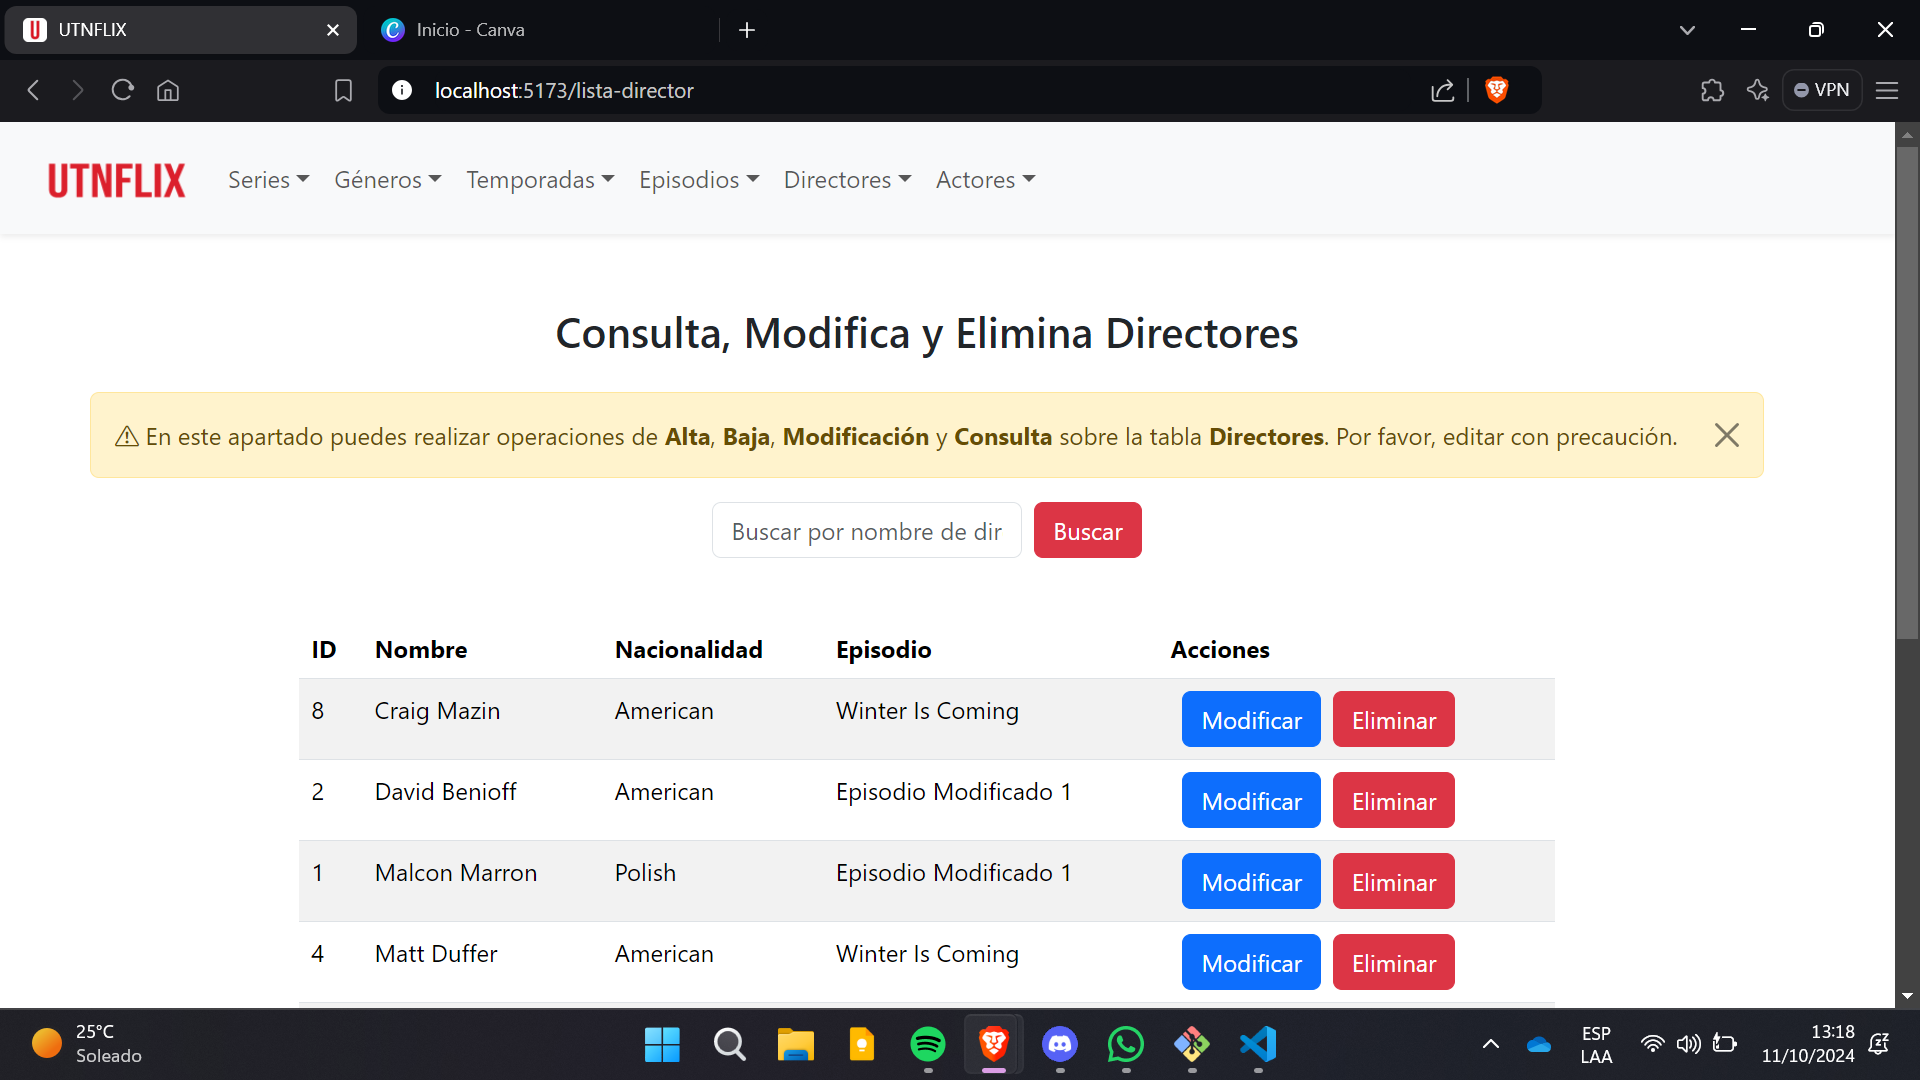 UTNFLIX
Inicio - Canva
localhost:5173/lista-director
VPN
UTNFLIX
Series
Géneros
Temporadas
Episodios
Directores
Actores
Consulta, Modifica y Elimina Directores
En este apartado puedes realizar operaciones de Alta, Baja, Modificación y Consulta sobre la tabla Directores. Por favor, editar con precaución.
Buscar por nombre de dir
Buscar
ID Nombre Nacionalidad Episodio Acciones
8 Craig Mazin American Winter Is Coming Modificar Eliminar
2 David Benioff American Episodio Modificado 1 Modificar Eliminar
1 Malcon Marron Polish Episodio Modificado 1 Modificar Eliminar
4 Matt Duffer American Winter Is Coming Modificar Eliminar
25°C
Soleado
ESP
LAA
13:18
11/10/2024